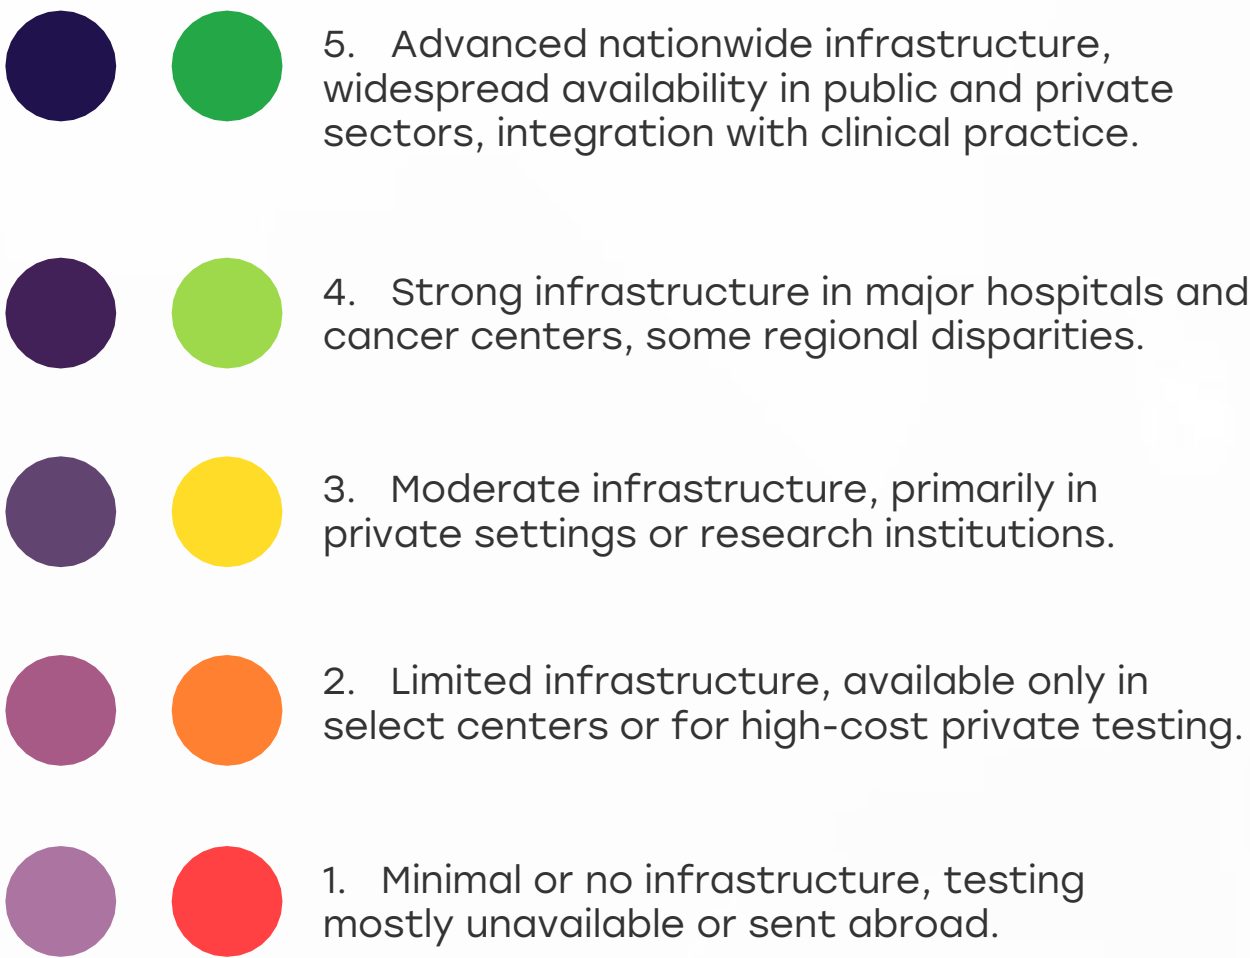 5. Advanced nationwide infrastructure,
widespread availability in public and private
sectors, integration with clinical practice.
4. Strong infrastructure in major hospitals and
cancer centers, some regional disparities.
3. Moderate infrastructure, primarily in
private settings or research institutions.
2. Limited infrastructure, available only in
select centers or for high-cost private testing.
1. Minimal or no infrastructure, testing
mostly unavailable or sent abroad.